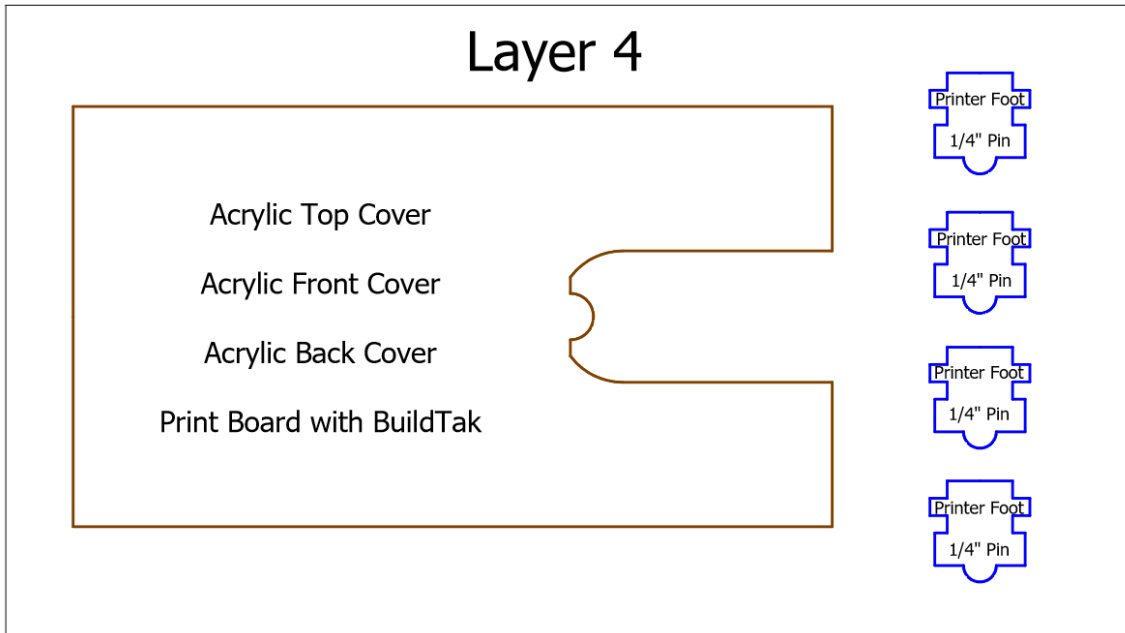 Layer 4
Acrylic Top Cover
Acrylic Front Cover
Acrylic Back Cover
Print Board with BuildTak
Printer Foot
1/4" Pin
Printer Foot
1/4" Pin
Printer Foot
1/4" Pin
Printer Foot
1/4" Pin